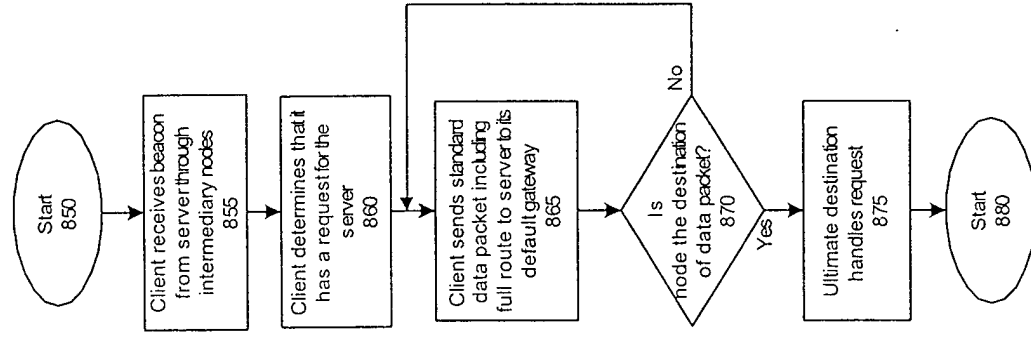 Start
850
Client receives beacon
from server through
intermediary nodes
855
Client determines that it
has a request for the
server
860
Client sends standard
data packet including
full route to server to its
default gateway
865
No
Is
node the destination
of data packet?
870
Yes
Ultimate destination
handles request
875
Start
880